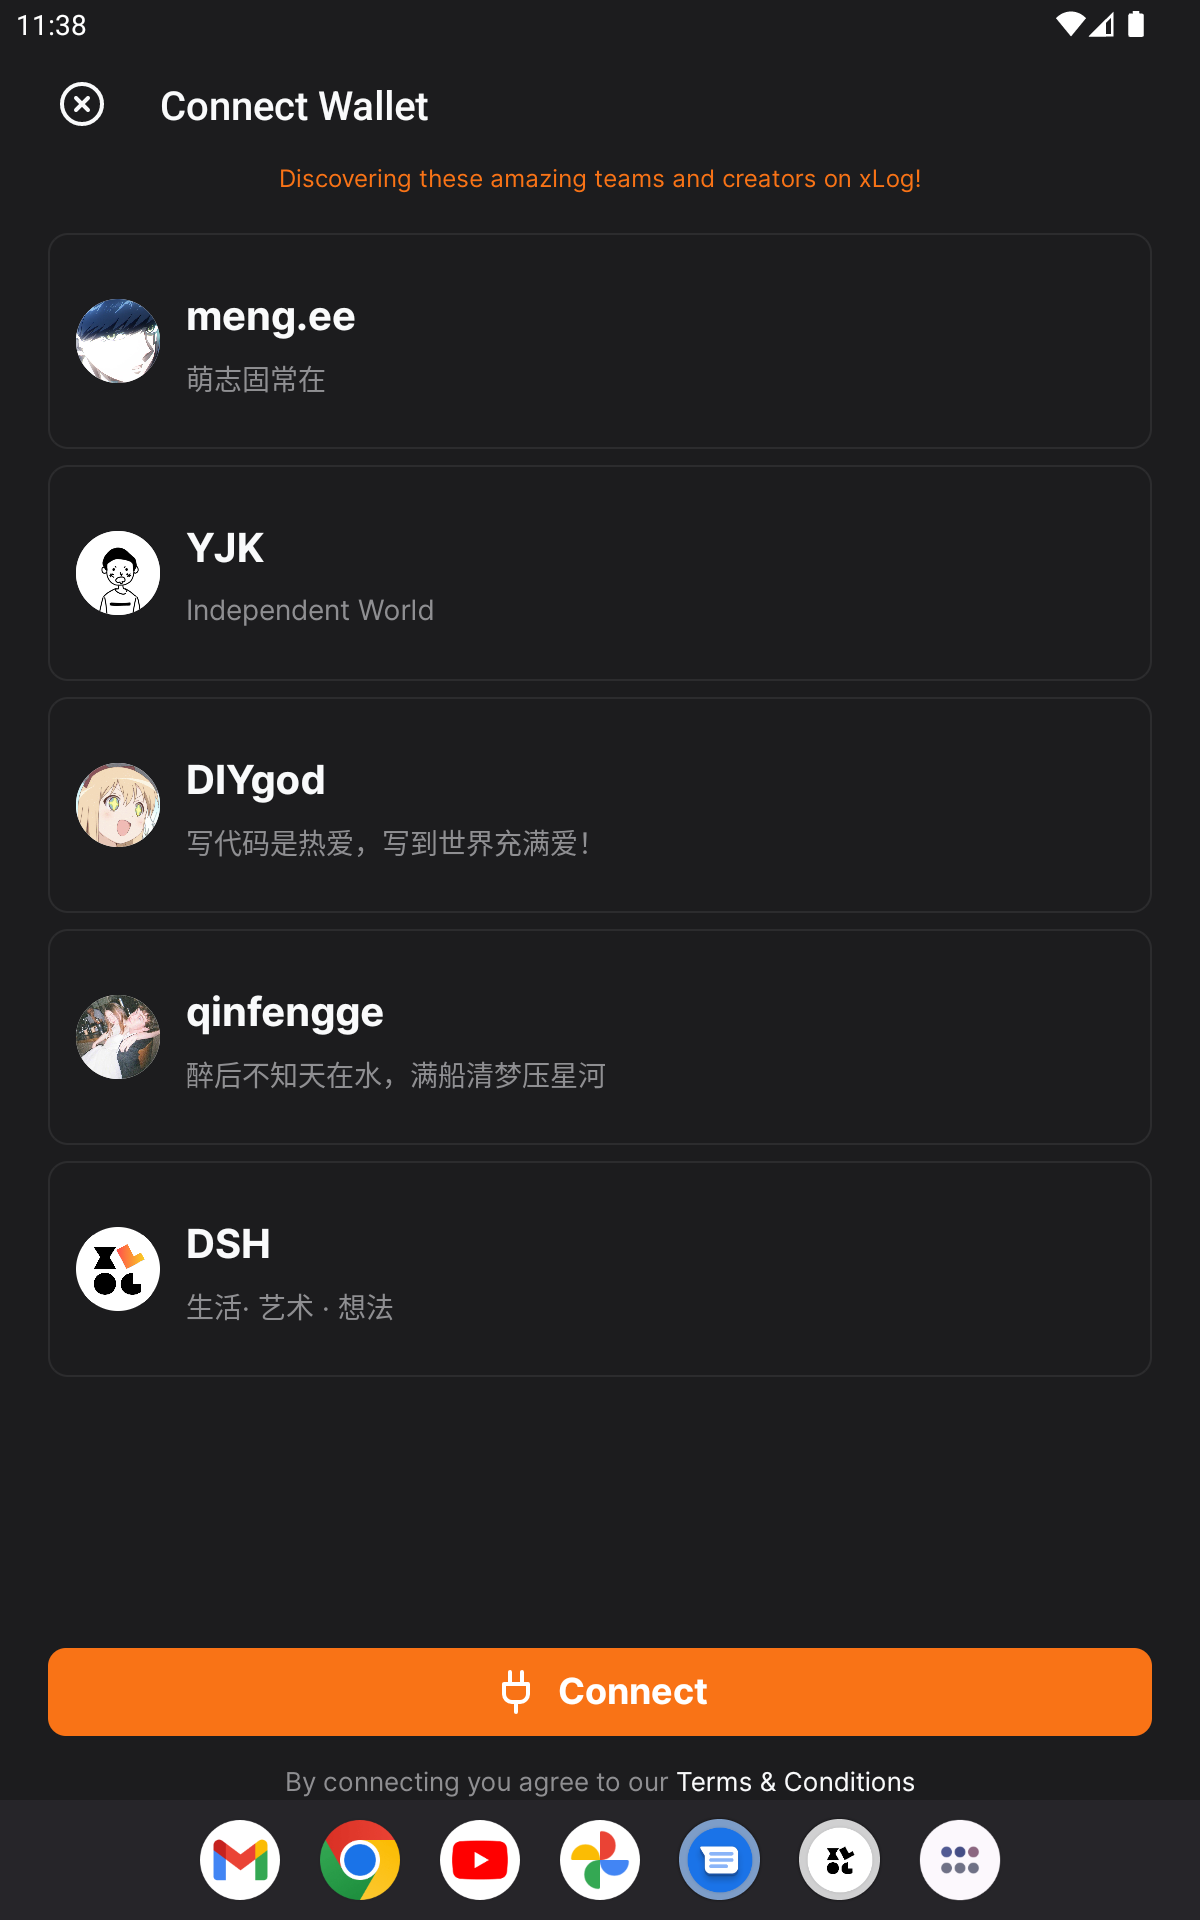 11:38
Connect Wallet
Discovering these amazing teams and creators on xLog!
meng.ee
萌志固常在
YJK
Independent World
DIYgod
写代码是热爱，写到世界充满爱！
qinfengge
醉后不知天在水，满船清梦压星河
DSH
生活· 艺术 · 想法
Connect
By connecting you agree to our Terms & Conditions